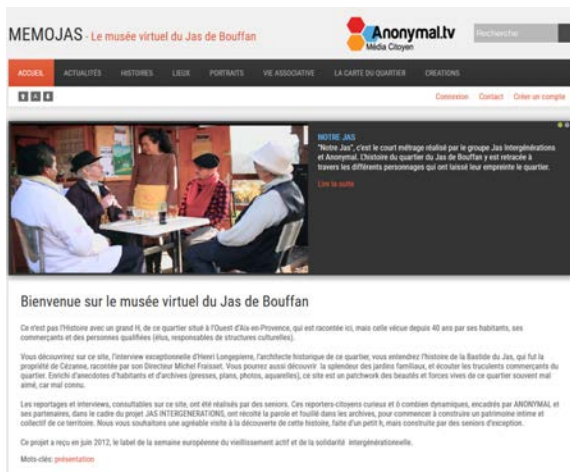 MEMOJAS - Le musée virtuel du Jas de Bouffan
Anonymal.tv
Média Citoyen
Recherche
ACCUEIL ACTUALITÉS HISTOIRES LIEUX PORTRAITS VIE ASSOCIATIVE LA CARTE DU QUARTIER CREATIONS
Connexion Contact Créer un compte
NOTRE JAS
"Notre Jas", c'est le court métrage réalisé par le groupe Jas Intergénérations
et Anonymal. L'histoire du quartier du Jas de Bouffan y est retracée à
travers les différents personnages qui ont laissé leur empreinte le quartier.
Lire la suite
Bienvenue sur le musée virtuel du Jas de Bouffan
Ce n'est pas l'Histoire avec un grand H, de ce quartier situé à l'Ouest d'Aix-en-Provence, qui est racontée ici, mais celle vécue depuis 40 ans par ses habitants, ses
commerçants et des personnes qualifiées (élus, responsables de structures culturelles).
Vous découvrirez sur ce site, l'interview exceptionnelle d'Henri Longepierre, l'architecte historique de ce quartier, vous entendrez l'histoire de la Bastide du Jas, qui fut la
propriété de Cézanne, racontée par son Directeur Michel Fraisset. Vous pourrez aussi découvrir la splendeur des jardins familiaux, et écouter les truculents commerçants du
quartier. Enrichi d'anecdotes d'habitants et d'archives (presses, plans, photos, aquarelles), ce site est un patchwork des beautés et forces vives de ce quartier souvent mal
aimé, car mal connu.
Les reportages et interviews, consultables sur ce site, ont été réalisés par des seniors. Ces reporters-citoyens curieux et ô combien dynamiques, encadrés par ANONYMAL et
ses partenaires, dans le cadre du projet JAS INTERGENERATIONS, ont récolté la parole et fouillé dans les archives, pour commencer à construire un patrimoine intime et
collectif de ce territoire. Nous vous souhaitons une agréable visite à la découverte de cette histoire, faite d'un petit h, mais construite par des seniors d'exception.
Ce projet a reçu en juin 2012, le label de la semaine européenne du vieillissement actif et de la solidarité intergénérationnelle.
Mots-clés: présentation